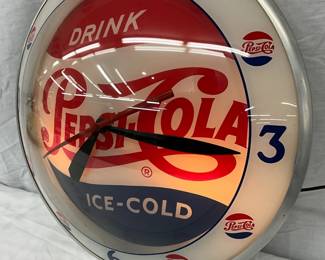 DRINK
Pepsi-Cola
PEPSI-COLA
®
3
ICE-COLD
Pepsi-Cola